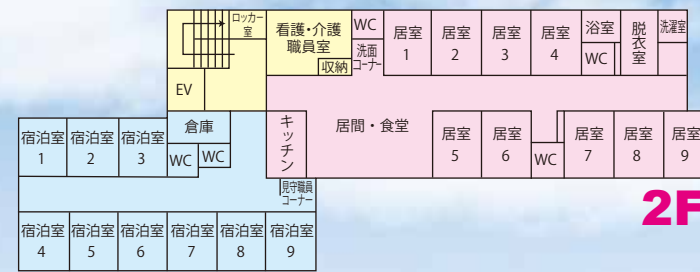 ロッカー
室
看護・介護
職員室
収納
WC
洗面
コーナー
居室
1
居室
2
居室
3
居室
4
浴室
WC
脱衣室
洗濯室
EV
倉庫
WC
WC
キッチン
居間・食堂
居室
5
居室
6
WC
居室
7
居室
8
居室
9
宿泊室
1
宿泊室
2
宿泊室
3
見守職員
コーナー
2F
宿泊室
4
宿泊室
5
宿泊室
6
宿泊室
7
宿泊室
8
宿泊室
9